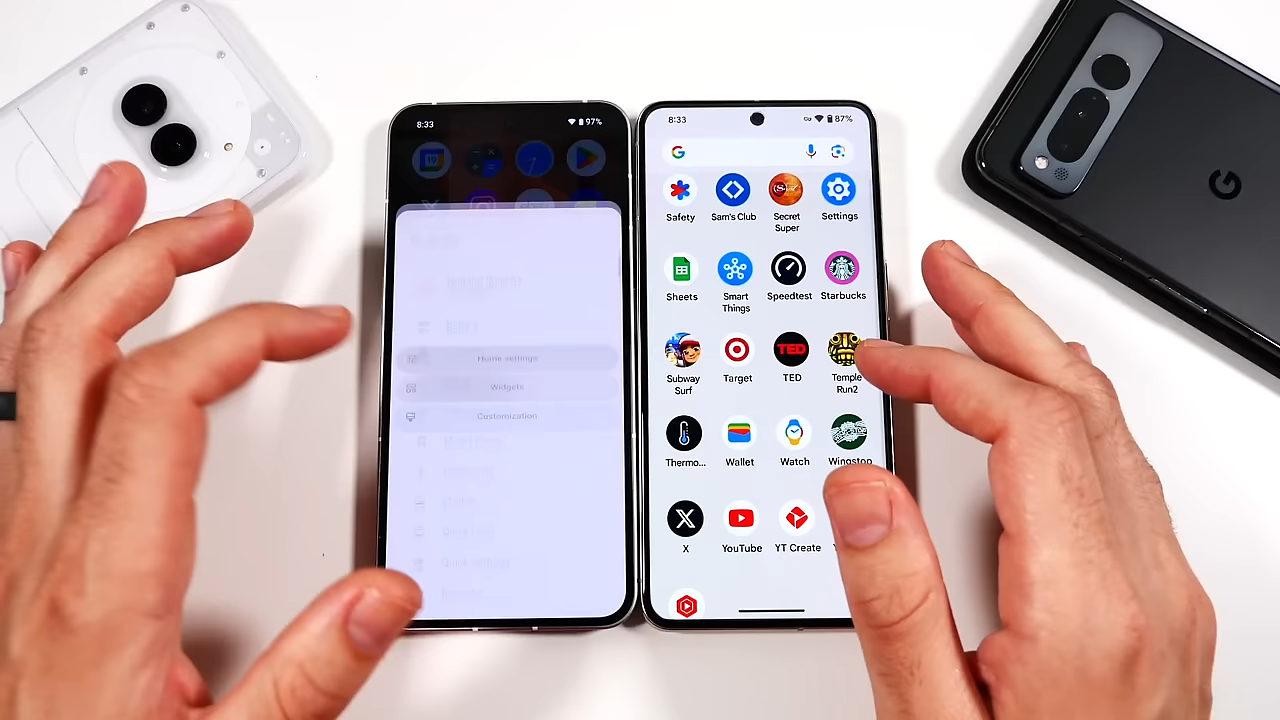 8:33
97%
19
X
Home settings
Widgets
Customization
8:33
87%
G
Safety
Sam's Club
Secret
Super
Settings
Sheets
Smart
Things
Speedtest
Starbucks
Subway
Surf
Target
TED
TED
Temple
Run2
Thermo...
Wallet
Watch
Wingstop
X
X
YouTube
YT Create
G